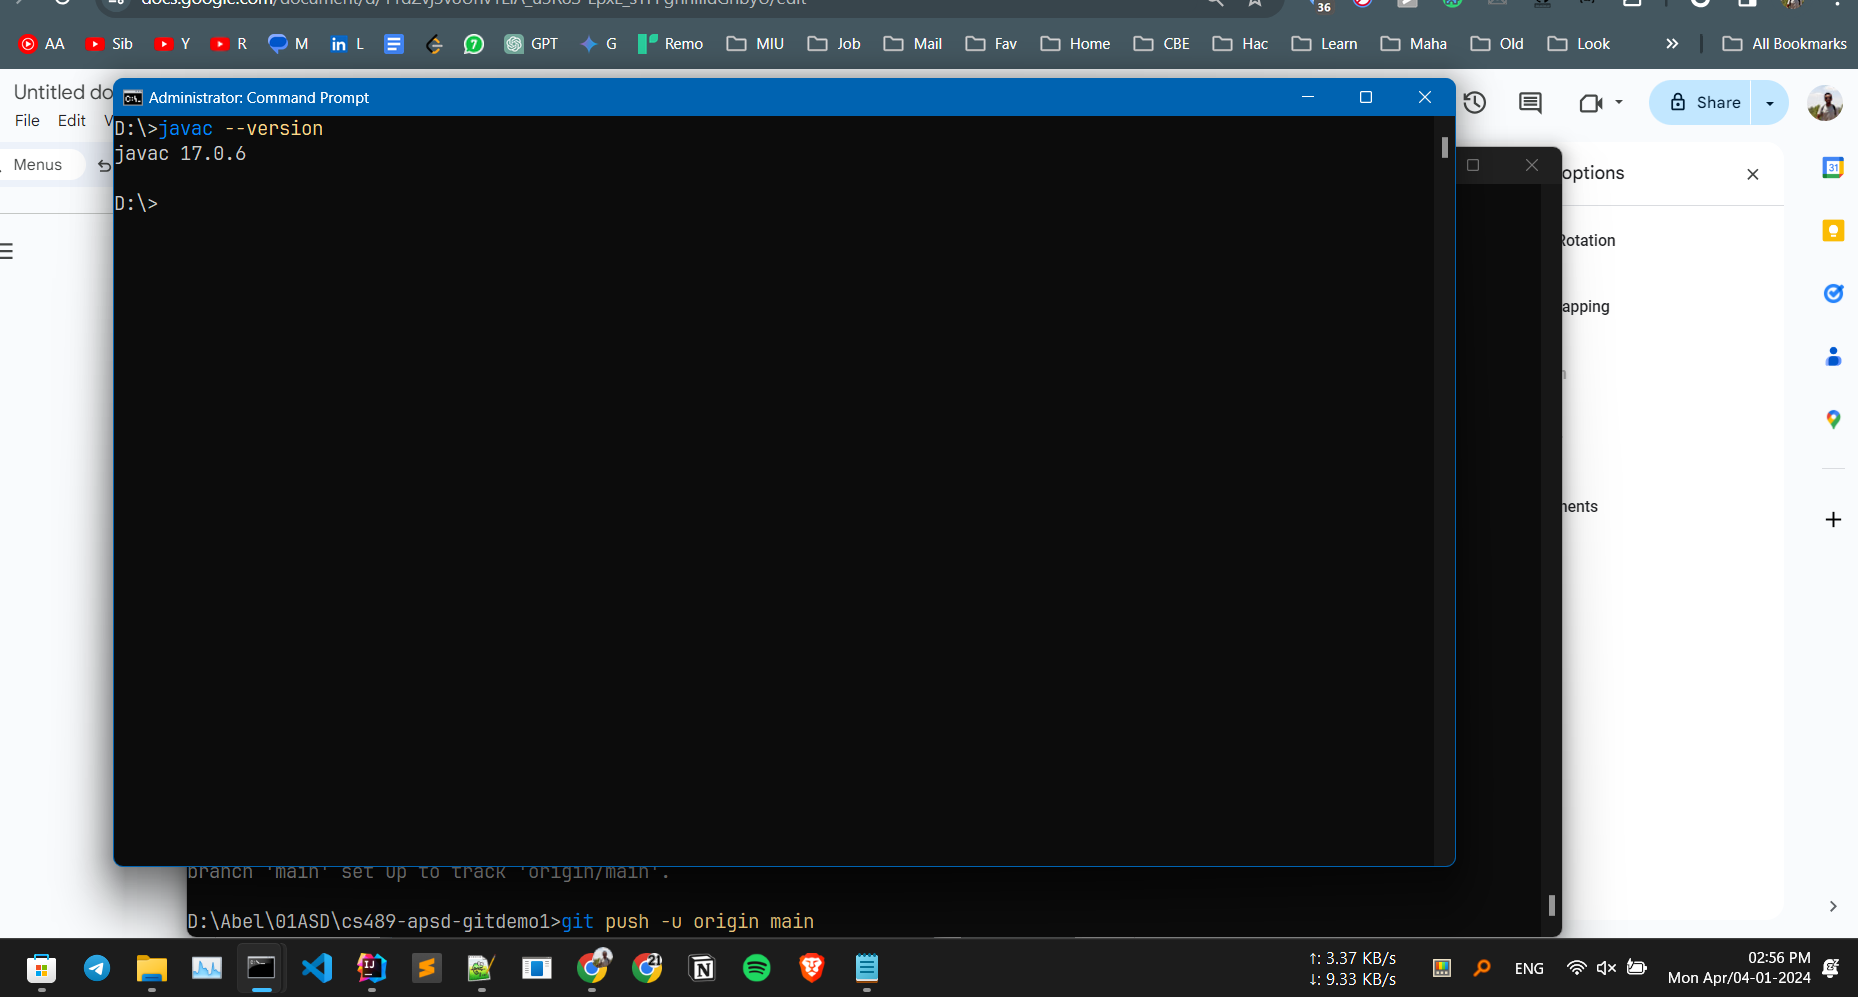 36
AA
Sib
Y
R
M
L
GPT
G
Remo
MIU
Job
Mail
Fav
Home
CBE
Hac
Learn
Maha
Old
Look
All Bookmarks
Untitled do
File Edit V
Menus
Share
Administrator: Command Prompt
D:\>javac --version
javac 17.0.6
D:\>
options
Rotation
apping
nents
31
branch 'main' set up to track 'origin/main'.
D:\Abel\01ASD\cs489-apsd-gitdemo1>git push -u origin main
21
↑: 3.37 KB/s
↓: 9.33 KB/s
ENG
02:56 PM
Mon Apr/04-01-2024